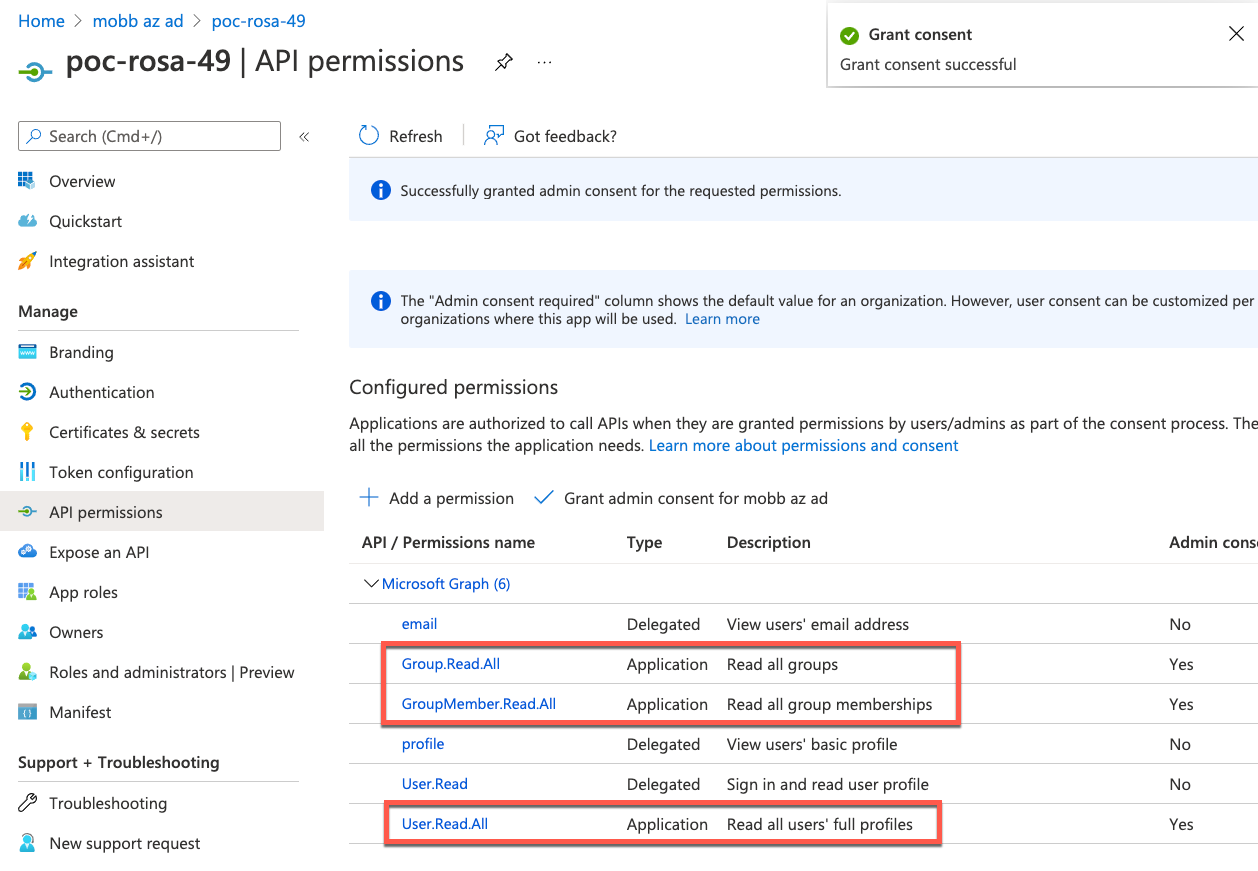 Home > mobb az ad > poc-rosa-49
poc-rosa-49 | API permissions ...
Grant consent
Grant consent successful
Search (Cmd+/)
«
Overview
Quickstart
Integration assistant
Manage
Branding
Authentication
Certificates & secrets
Token configuration
API permissions
Expose an API
App roles
Owners
Roles and administrators | Preview
Manifest
Support + Troubleshooting
Troubleshooting
New support request
Refresh | Got feedback?
Successfully granted admin consent for the requested permissions.
The "Admin consent required" column shows the default value for an organization. However, user consent can be customized per
organizations where this app will be used. Learn more
Configured permissions
Applications are authorized to call APIs when they are granted permissions by users/admins as part of the consent process. The
all the permissions the application needs. Learn more about permissions and consent
Add a permission Grant admin consent for mobb az ad
API / Permissions name Type Description Admin conse
Microsoft Graph (6)
email Delegated View users' email address No
Group.Read.All Application Read all groups Yes
GroupMember.Read.All Application Read all group memberships Yes
profile Delegated View users' basic profile No
User.Read Delegated Sign in and read user profile No
User.Read.All Application Read all users' full profiles Yes